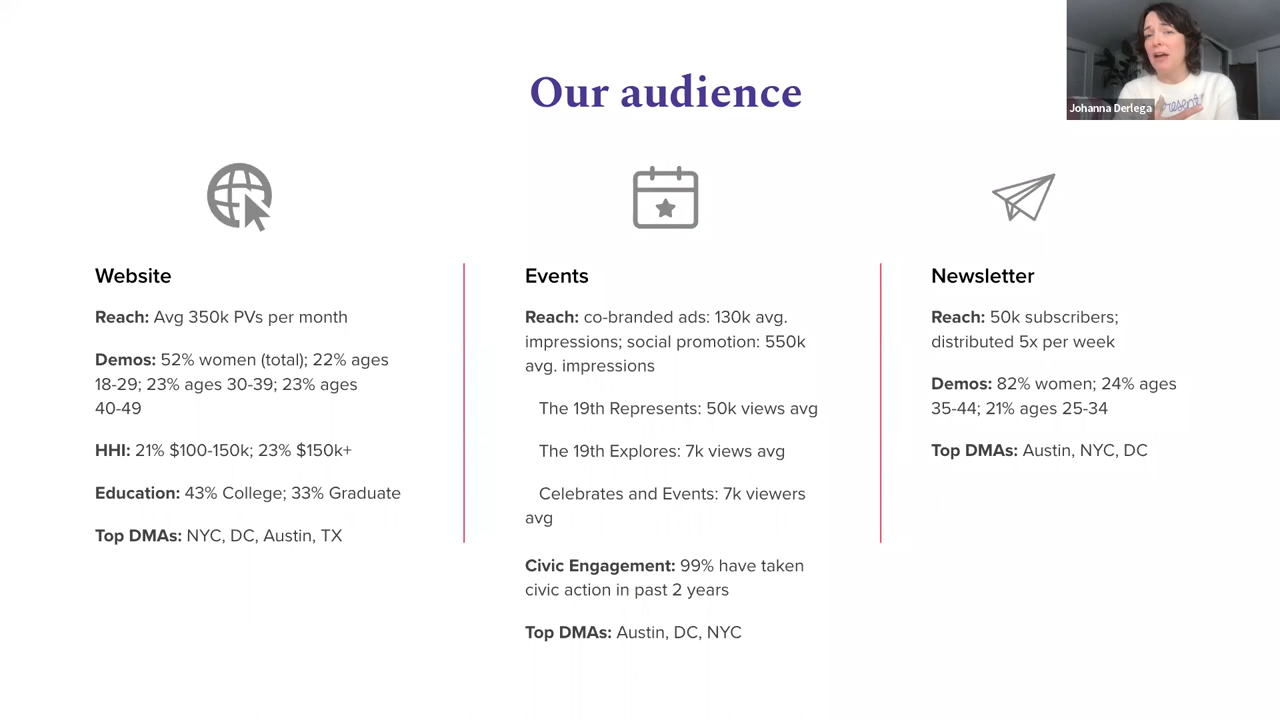 Our audience
Johanna Derlega
present
Website
Reach: Avg 350k PVs per month
Demos: 52% women (total); 22% ages
18-29; 23% ages 30-39; 23% ages
40-49
HHI: 21% $100-150k; 23% $150k+
Education: 43% College; 33% Graduate
Top DMAs: NYC, DC, Austin, TX
Events
Reach: co-branded ads: 130k avg.
impressions; social promotion: 550k
avg. impressions
The 19th Represents: 50k views avg
The 19th Explores: 7k views avg
Celebrates and Events: 7k viewers
avg
Civic Engagement: 99% have taken
civic action in past 2 years
Top DMAs: Austin, DC, NYC
Newsletter
Reach: 50k subscribers;
distributed 5x per week
Demos: 82% women; 24% ages
35-44; 21% ages 25-34
Top DMAs: Austin, NYC, DC